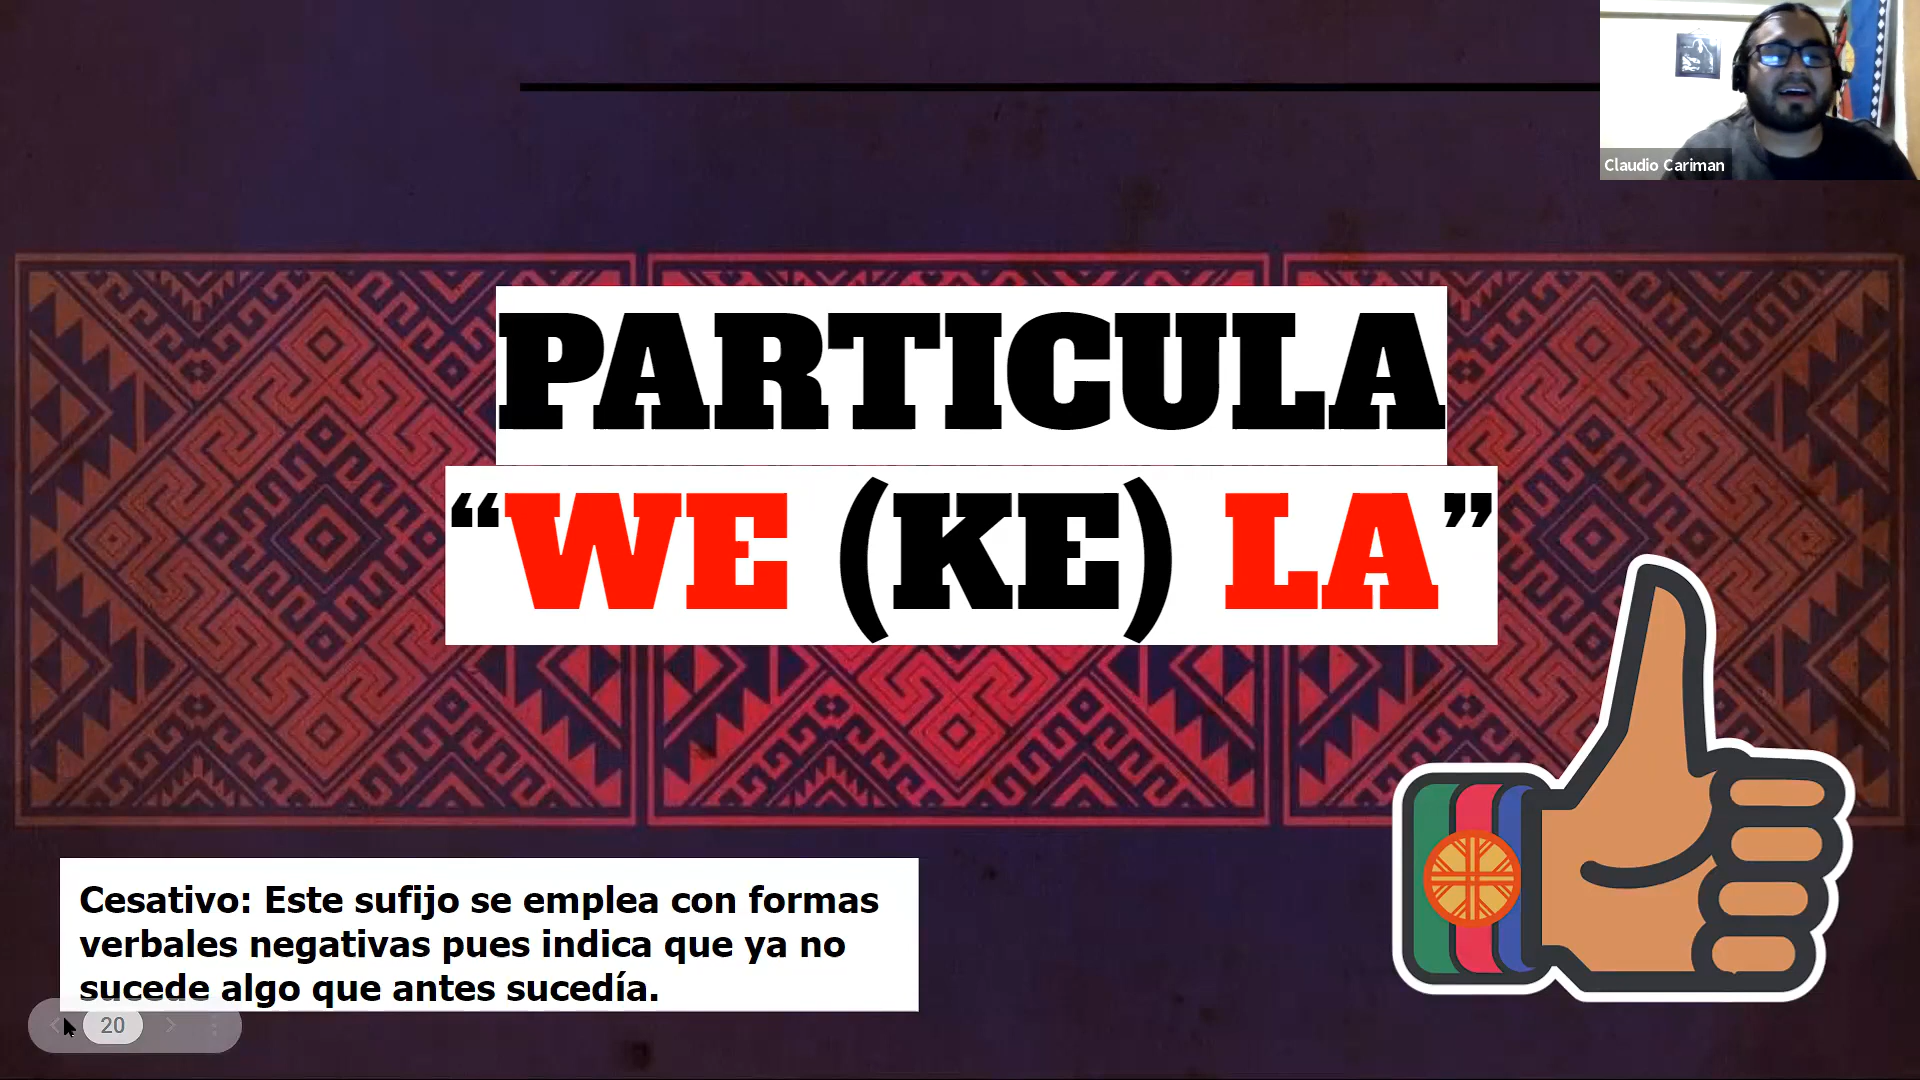 Claudio Cariman
PARTICULA
“WE (KE) LA”
Cesativo: Este sufijo se emplea con formas
verbales negativas pues indica que ya no
sucede algo que antes sucedía.
20